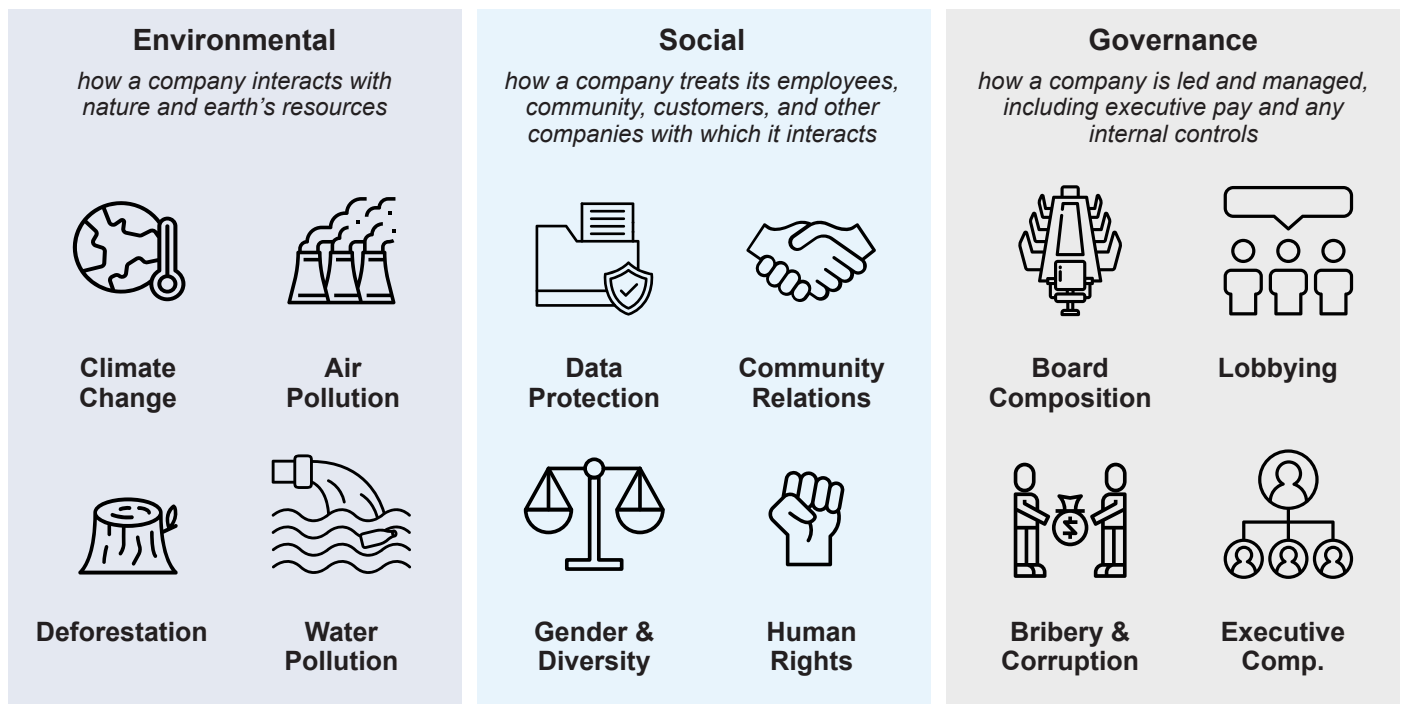 Environmental
how a company interacts with
nature and earth's resources
Climate
Change
Air
Pollution
Deforestation
Water
Pollution
Social
how a company treats its employees,
community, customers, and other
companies with which it interacts
Data
Protection
Community
Relations
Gender &
Diversity
Human
Rights
Governance
how a company is led and managed,
including executive pay and any
internal controls
Board
Composition
Lobbying
$
Bribery &
Corruption
Executive
Comp.